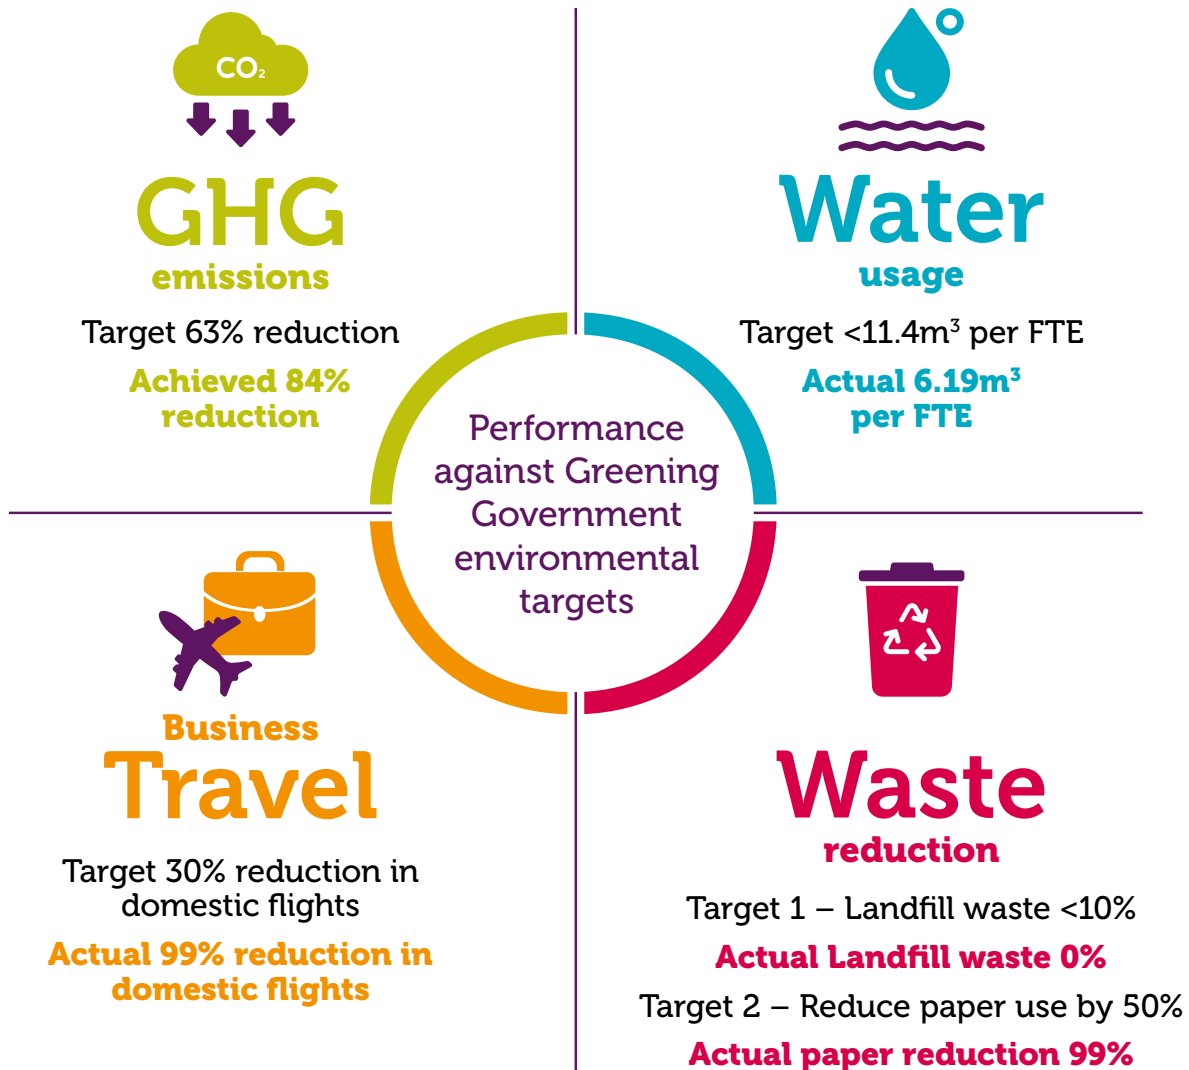 CO₂
GHG
emissions
Target 63% reduction
Achieved 84%
reduction
Water
usage
Target <11.4m³ per FTE
Actual 6.19m³
per FTE
Performance
against Greening
Government
environmental
targets
Business
Travel
Target 30% reduction in
domestic flights
Actual 99% reduction in
domestic flights
Waste
reduction
Target 1 – Landfill waste <10%
Actual Landfill waste 0%
Target 2 – Reduce paper use by 50%
Actual paper reduction 99%